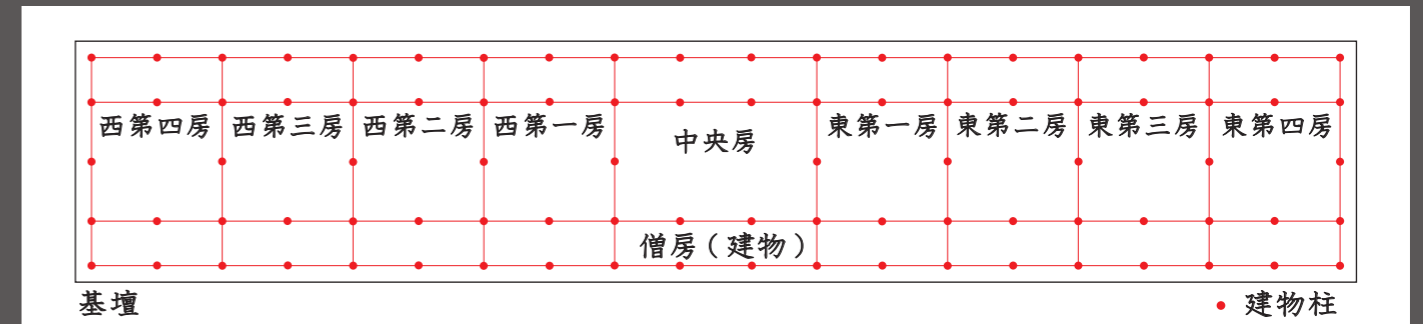 西第四房 西第三房 西第二房 西第一房 中央房 東第一房 東第二房 東第三房 東第四房
僧房(建物)
基壇
建物柱